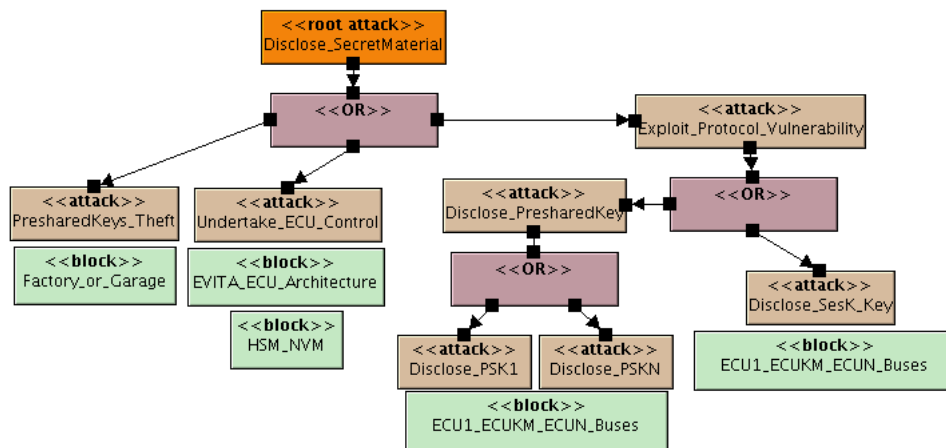 <<root attack>>
Disclose_SecretMaterial
<<OR>>
<<attack>>
Exploit_Protocol_Vulnerability
<<attack>>
PresharedKeys_Theft
<<attack>>
Undertake_ECU_Control
<<attack>>
Disclose_PresharedKey
<<OR>>
<<block>>
Factory_or_Garage
<<block>>
EVITA_ECU_Architecture
<<OR>>
<<attack>>
Disclose_SesK_Key
<<block>>
HSM_NVM
<<attack>>
Disclose_PSK1
<<attack>>
Disclose_PSKN
<<block>>
ECU1_ECUKM_ECUN_Buses
<<block>>
ECU1_ECUKM_ECUN_Buses